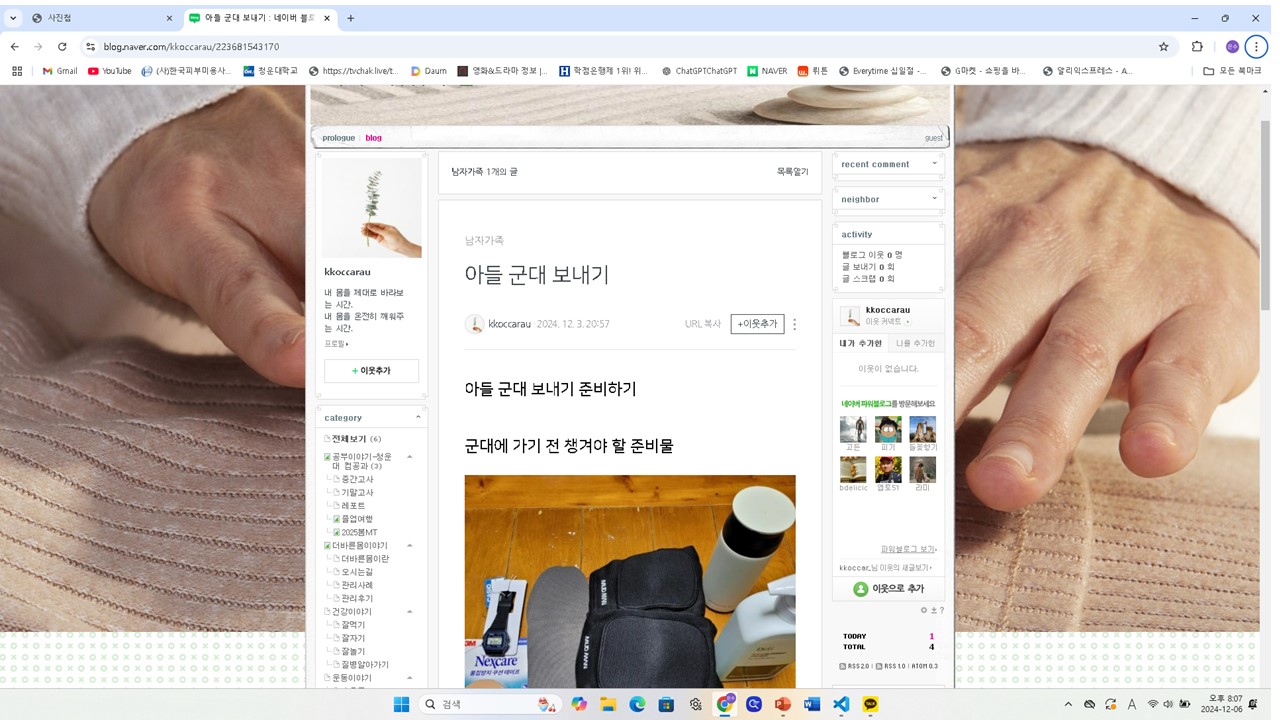 사진첩
아들 군대 보내기 : 네이버 블로
blog.naver.com/kkoccarau/223681543170
은수
Gmail
YouTube
(사)한국피부미용사...
청운대학교
https://tvchak.live/t...
Daum
영화&드라마 정보 |...
학점은행제 1위! 위...
ChatGPTChatGPT
NAVER
뤼튼
Everytime 십일절 -...
G마켓 - 쇼핑을 바...
알리익스프레스 - A...
모든 북마크
prologue | blog
guest
kkoccarau
내 몸을 제대로 바라보
는 시간.
내 몸을 온전히 깨워주
는 시간.
프로필
+ 이웃추가
category
전체보기 (6)
공부이야기-청운
대 컴공과 (3)
중간고사
기말고사
레포트
졸업여행
2025봄MT
더바른몸이야기
더바른몸이란
오시는길
관리사례
관리후기
건강이야기
잘먹기
잘자기
잘놀기
질병알아가기
운동이야기
남자가족 1개의 글
목록열기
남자가족
아들 군대 보내기
kkoccarau · 2024. 12. 3. 20:57
URL 복사
+이웃추가
아들 군대 보내기 준비하기
군대에 가기 전 챙겨야 할 준비물
MUD MAN
MUD MAN
3M
Nexcare
recent comment
neighbor
activity
블로그 이웃 0 명
글 보내기 0 회
글 스크랩 0 회
kkoccarau
이웃 커넥트
내가 추가한
나를 추가한
이웃이 없습니다.
네이버 파워블로그를 방문해보세요
고든
피기
들꽃향기
bdelicic
앱토51
라미
파워블로그 보기
kkoccar..님 이웃의 새글보기
이웃으로 추가
?
TODAY 1
TOTAL 4
RSS 2.0 | RSS 1.0 | ATOM 0.3
검색
A
오후 8:07
2024-12-06